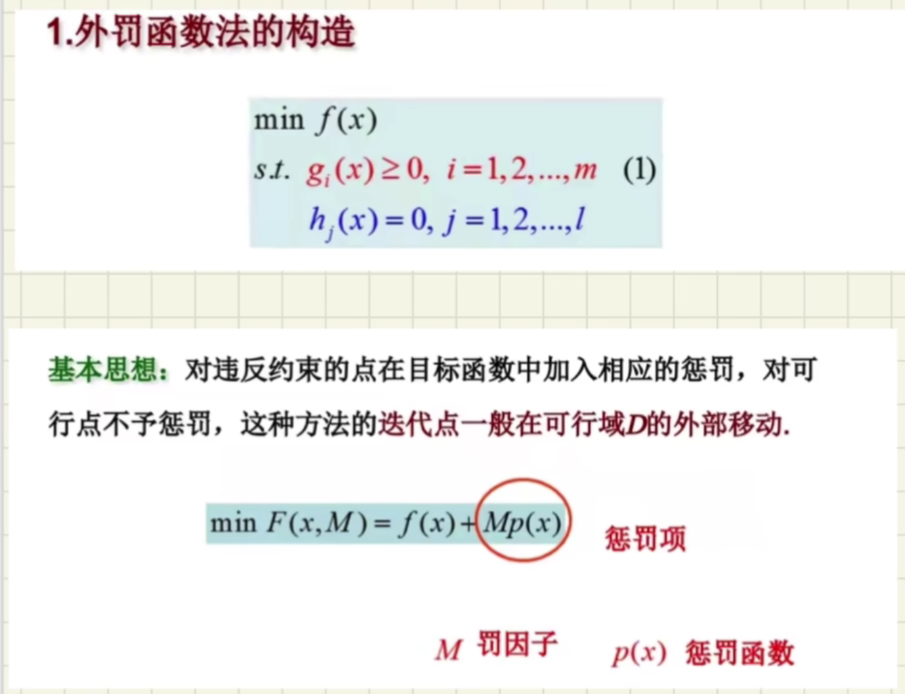 1.外罚函数法的构造
min f(x)
s.t. g_i(x) ≥ 0, i = 1,2,...,m (1)
h_j(x) = 0, j = 1,2,...,l
基本思想：对违反约束的点在目标函数中加入相应的惩罚，对可
行点不予惩罚，这种方法的迭代点一般在可行域D的外部移动.
min F(x,M) = f(x)+Mp(x)
惩罚项
M 罚因子 p(x) 惩罚函数